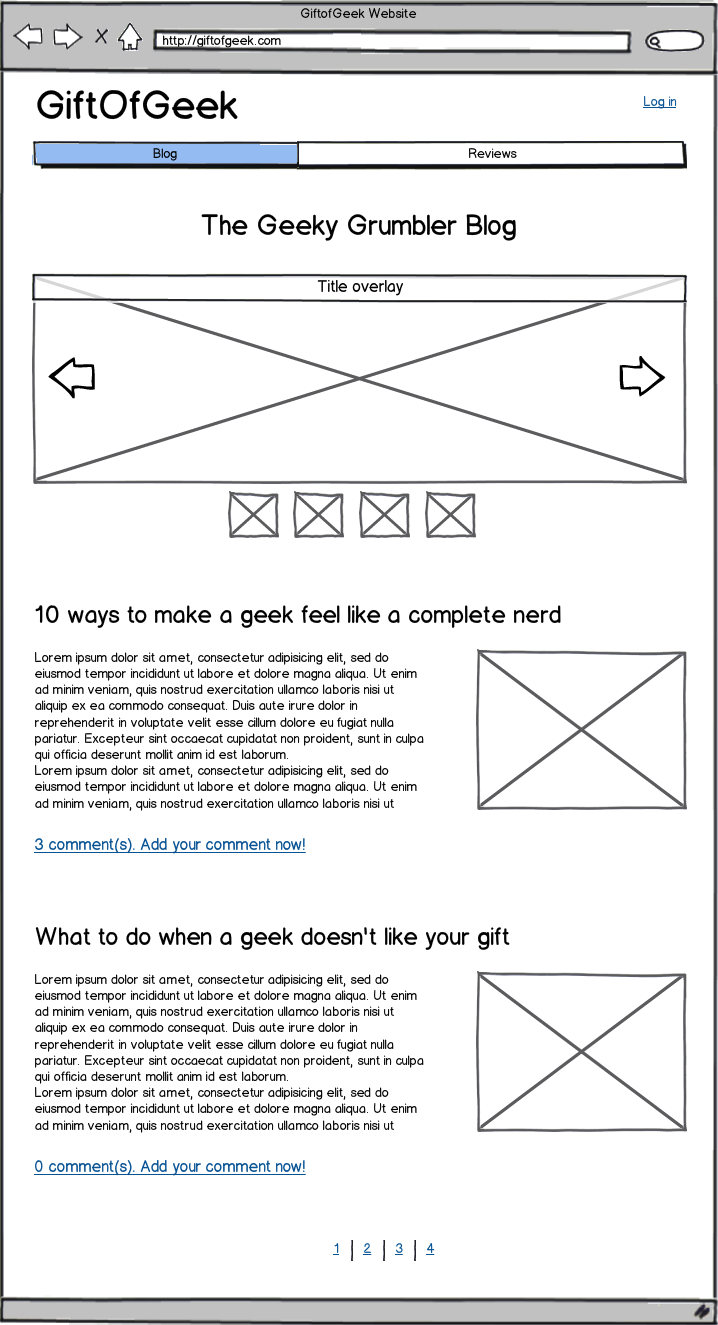 GiftofGeek Website
http://giftofgeek.com
GiftOfGeek
Log in
Blog
Reviews
The Geeky Grumbler Blog
Title overlay
10 ways to make a geek feel like a complete nerd
Lorem ipsum dolor sit amet, consectetur adipisicing elit, sed do
eiusmod tempor incididunt ut labore et dolore magna aliqua. Ut enim
ad minim veniam, quis nostrud exercitation ullamco laboris nisi ut
aliquip ex ea commodo consequat. Duis aute irure dolor in
reprehenderit in voluptate velit esse cillum dolore eu fugiat nulla
pariatur. Excepteur sint occaecat cupidatat non proident, sunt in culpa
qui officia deserunt mollit anim id est laborum.
Lorem ipsum dolor sit amet, consectetur adipisicing elit, sed do
eiusmod tempor incididunt ut labore et dolore magna aliqua. Ut enim
ad minim veniam, quis nostrud exercitation ullamco laboris nisi ut
3 comment(s). Add your comment now!
What to do when a geek doesn't like your gift
Lorem ipsum dolor sit amet, consectetur adipisicing elit, sed do
eiusmod tempor incididunt ut labore et dolore magna aliqua. Ut enim
ad minim veniam, quis nostrud exercitation ullamco laboris nisi ut
aliquip ex ea commodo consequat. Duis aute irure dolor in
reprehenderit in voluptate velit esse cillum dolore eu fugiat nulla
pariatur. Excepteur sint occaecat cupidatat non proident, sunt in culpa
qui officia deserunt mollit anim id est laborum.
Lorem ipsum dolor sit amet, consectetur adipisicing elit, sed do
eiusmod tempor incididunt ut labore et dolore magna aliqua. Ut enim
ad minim veniam, quis nostrud exercitation ullamco laboris nisi ut
0 comment(s). Add your comment now!
1 | 2 | 3 | 4